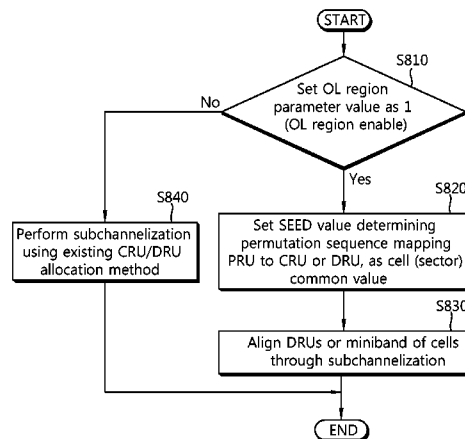 START
S810
Set OL region
parameter value as 1
(OL region enable)
No
Yes
S840
Perform subchannelization
using existing CRU/DRU
allocation method
S820
Set SEED value determining
permutation sequence mapping
PRU to CRU or DRU, as cell (sector)
common value
S830
Align DRUs or miniband of cells
through subchannelization
END